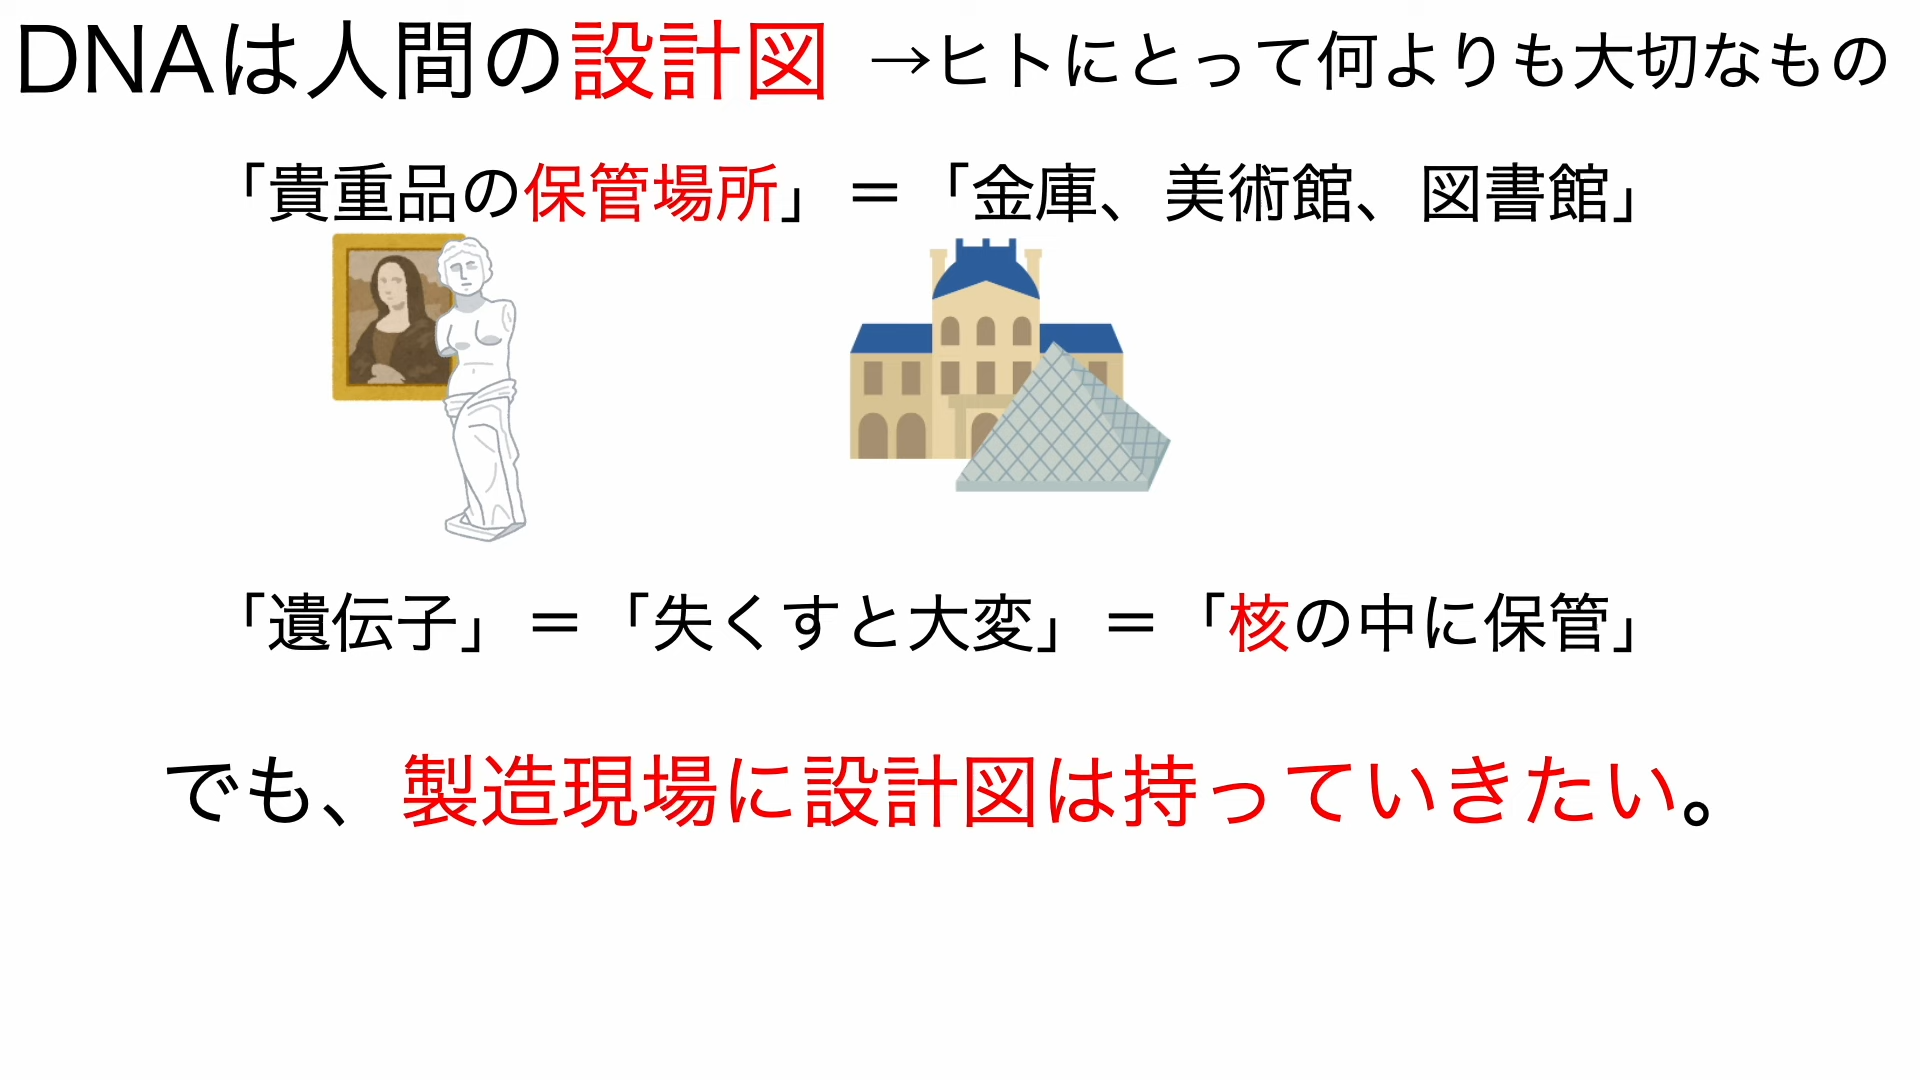 DNAは人間の設計図 →ヒトにとって何よりも大切なもの
「貴重品の保管場所」＝「金庫、美術館、図書館」
「遺伝子」＝「失くすと大変」＝「核の中に保管」
でも、製造現場に設計図は持っていきたい。